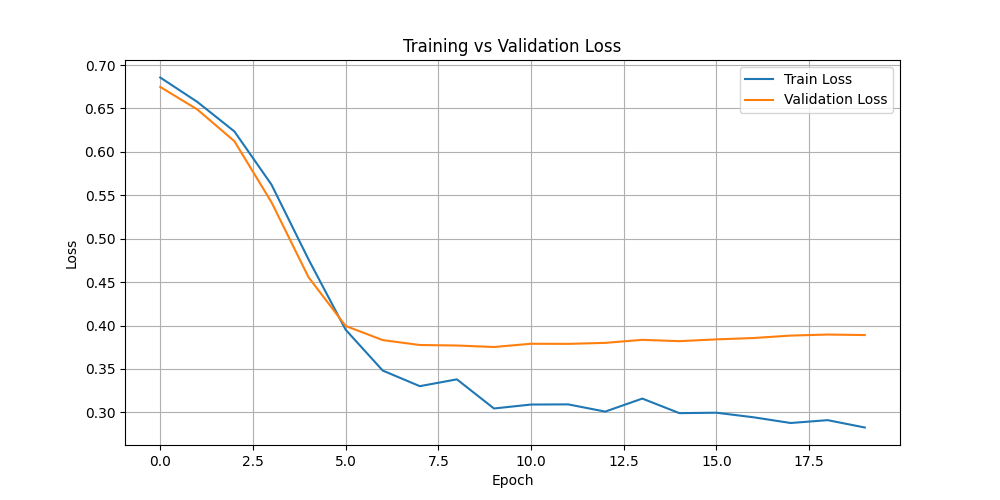 Training vs Validation Loss
Train Loss
Validation Loss
0.70
0.65
0.60
0.55
0.50
0.45
0.40
0.35
0.30
Loss
0.0 2.5 5.0 7.5 10.0 12.5 15.0 17.5
Epoch